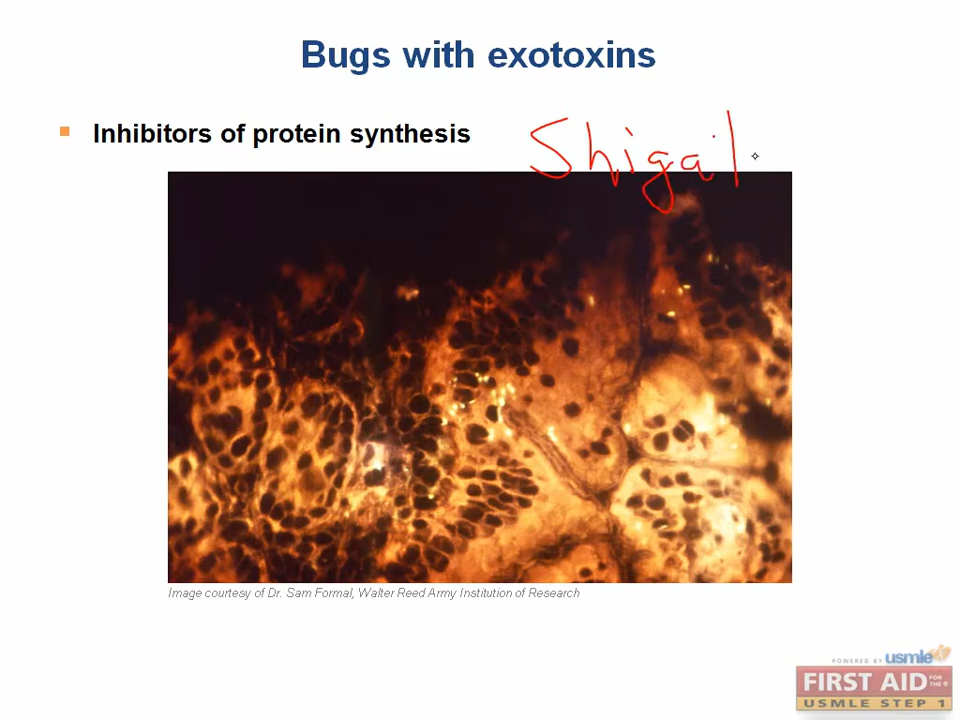 Bugs with exotoxins
Inhibitors of protein synthesis
Shigal
Image courtesy of Dr. Sam Formal, Walter Reed Army Institution of Research
POWERED BY usmle
FIRST AID FOR THE ®
USMLE STEP 1